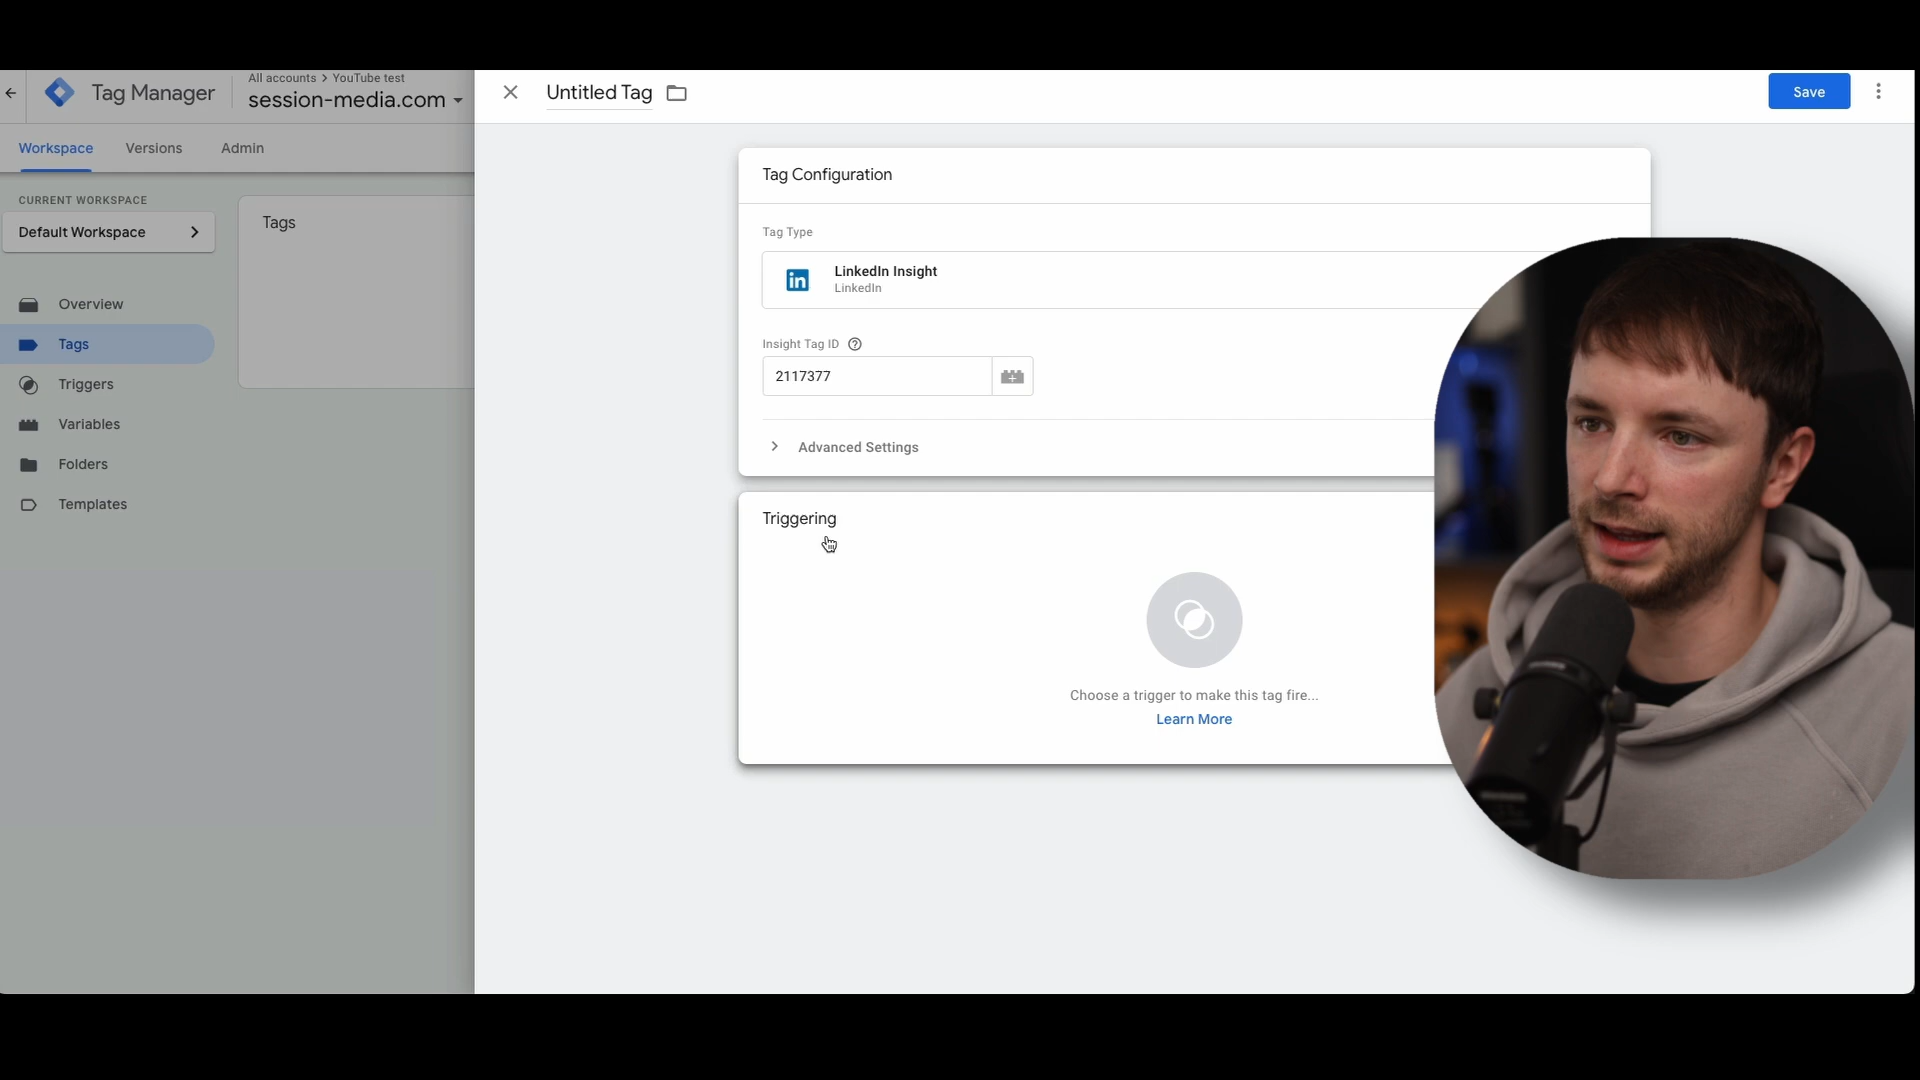 Tag Manager
All accounts > YouTube test
session-media.com
Untitled Tag
Save
Workspace
Versions
Admin
CURRENT WORKSPACE
Default Workspace
Tags
Overview
Tags
Triggers
Variables
Folders
Templates
Tag Configuration
Tag Type
in
LinkedIn Insight
LinkedIn
Insight Tag ID
2117377
Advanced Settings
Triggering
Choose a trigger to make this tag fire...
Learn More